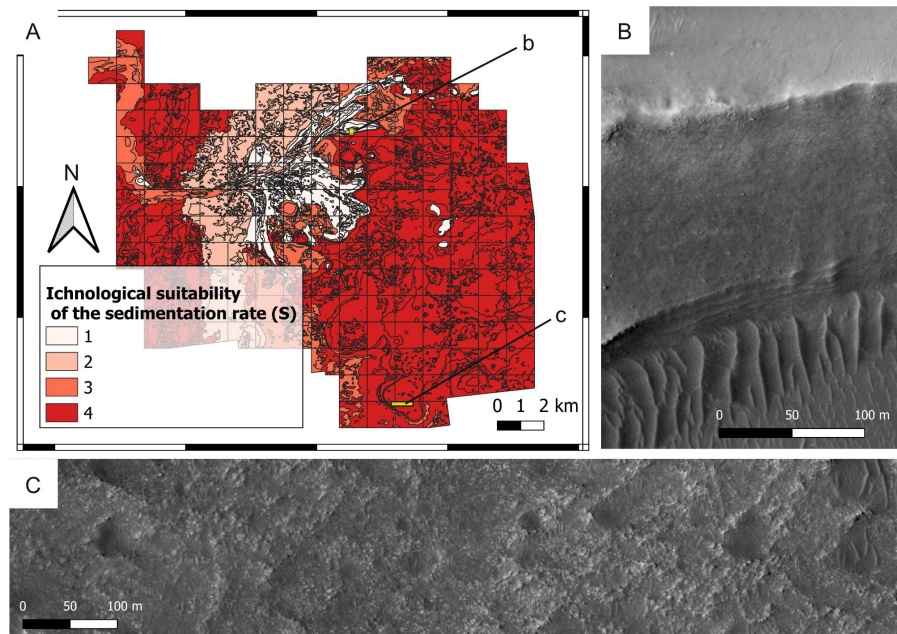 A
b
B
N
Ichnological suitability
of the sedimentation rate (S)
1
2
3
4
c
0 1 2 km
0 50 100 m
C
0 50 100 m